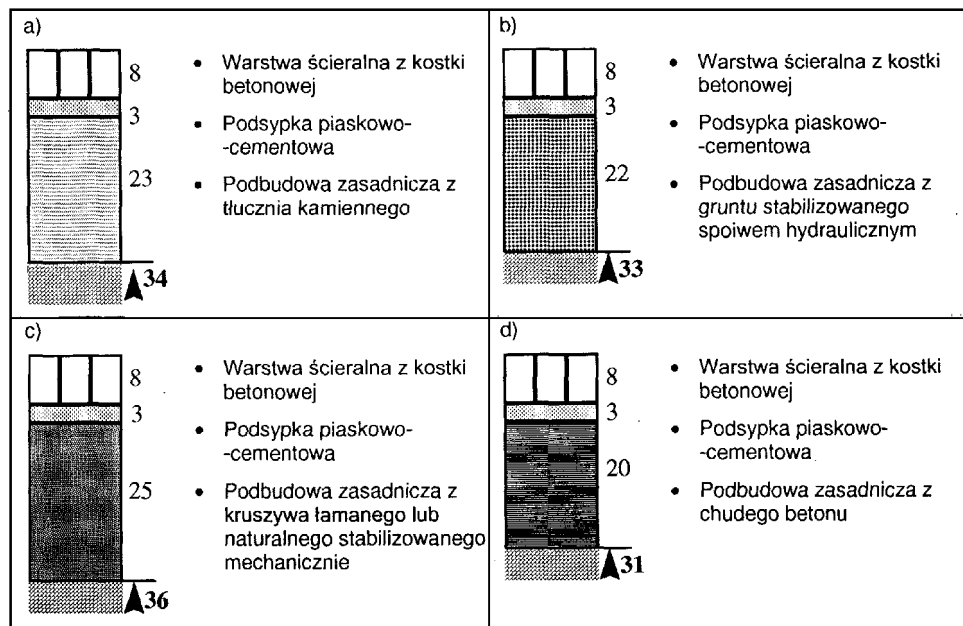 a)
8
3
23
34
• Warstwa ścieralna z kostki
betonowej
• Podsypka piaskowo-
-cementowa
• Podbudowa zasadnicza z
tłucznia kamiennego
b)
8
3
22
33
• Warstwa ścieralna z kostki
betonowej
• Podsypka piaskowo-
-cementowa
• Podbudowa zasadnicza z
gruntu stabilizowanego
spoiwem hydraulicznym
c)
8
3
25
36
• Warstwa ścieralna z kostki
betonowej
• Podsypka piaskowo-
-cementowa
• Podbudowa zasadnicza z
kruszywa łamanego lub
naturalnego stabilizowanego
mechanicznie
d)
8
3
20
31
• Warstwa ścieralna z kostki
betonowej
• Podsypka piaskowo-
-cementowa
• Podbudowa zasadnicza z
chudego betonu